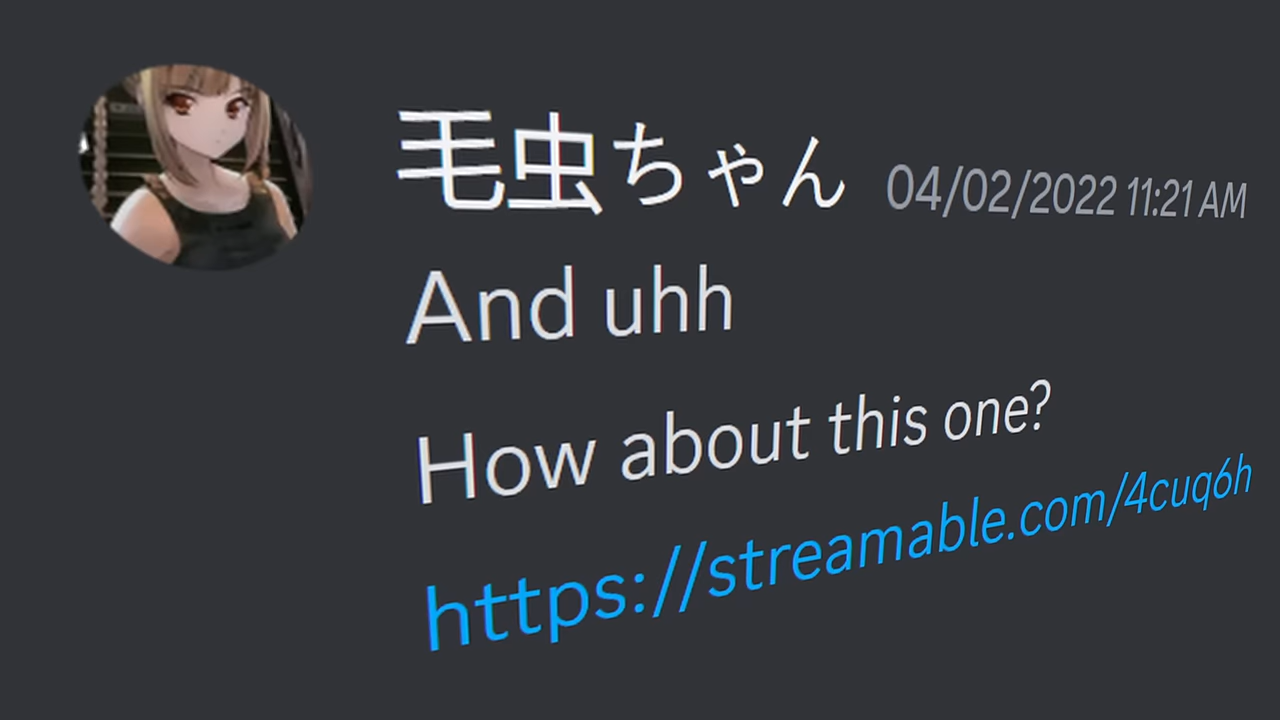 毛虫ちゃん 04/02/2022 11:21 AM
And uhh
How about this one?
https://streamable.com/4cuq6h